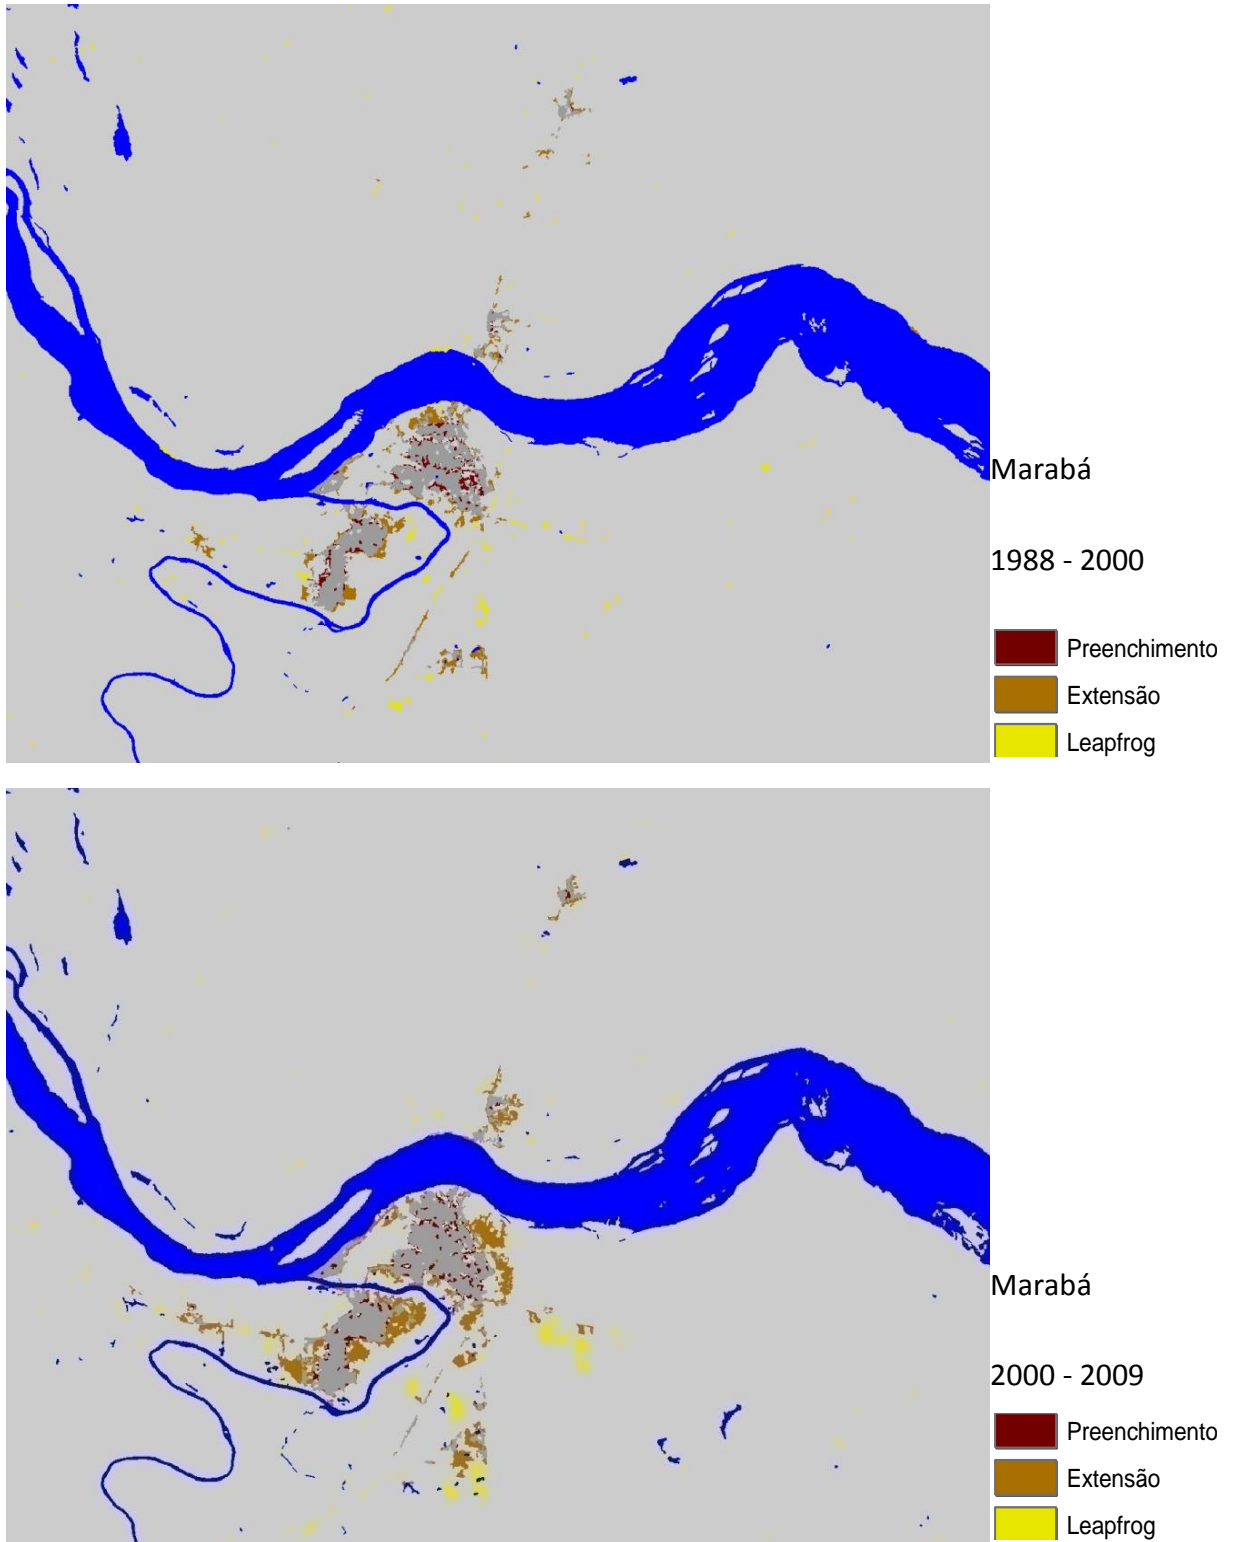 Marabá
1988 - 2000
Preenchimento
Extensão
Leapfrog
Marabá
2000 - 2009
Preenchimento
Extensão
Leapfrog